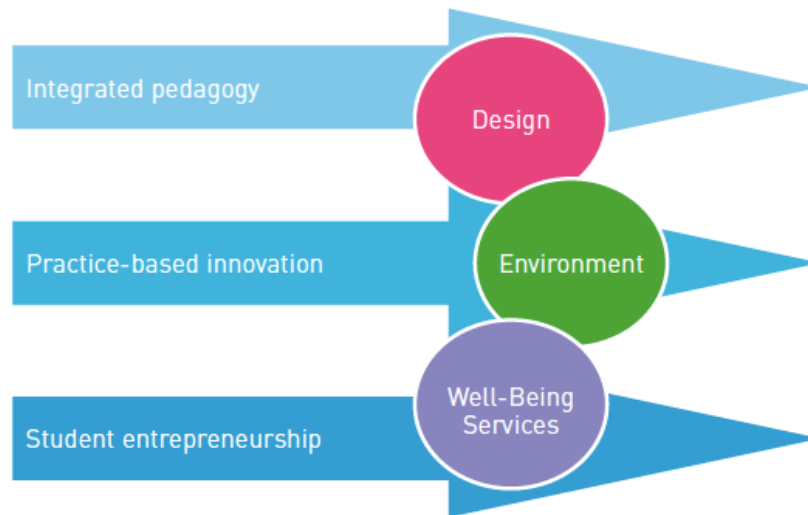 Integrated pedagogy
Design
Practice-based innovation
Environment
Student entrepreneurship
Well-Being
Services